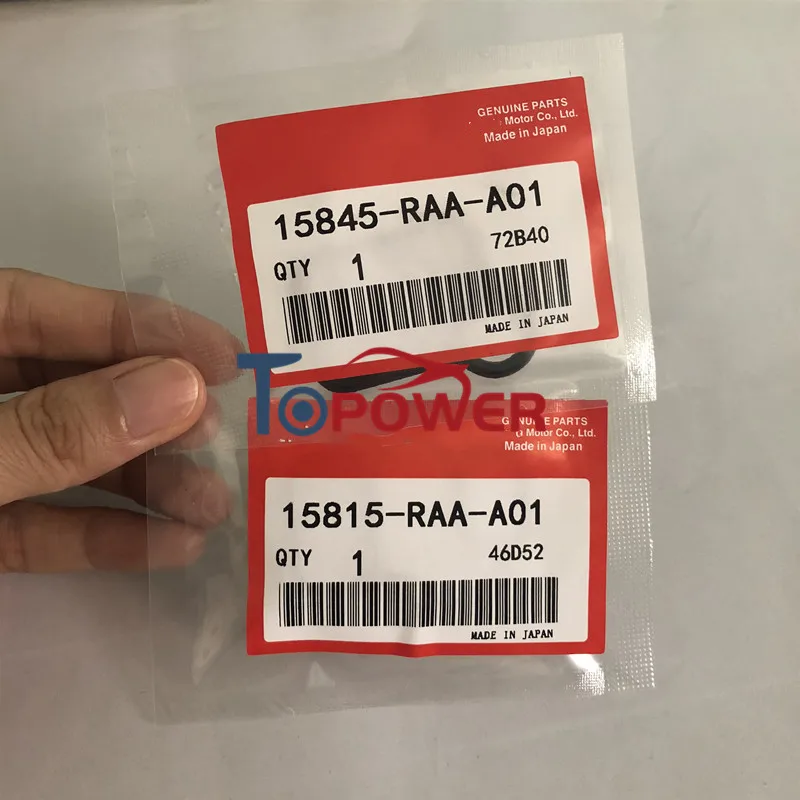 GENUINE PARTS
Motor Co., Ltd.
Made in Japan
15845-RAA-A01
72B40
QTY 1
MADE IN JAPAN
TOPOWER
GENUINE PARTS
Motor Co., Ltd.
Made in Japan
15815-RAA-A01
QTY 1 46D52
MADE IN JAPAN